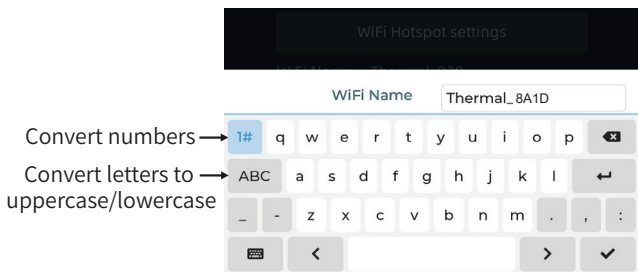 WiFi Hotspot settings
WiFi Name Thermal_8A1D
Convert numbers 1# q w e r t y u i o p
Convert letters to uppercase/lowercase ABC a s d f g h j k l
_ - z x c v b n m . , :